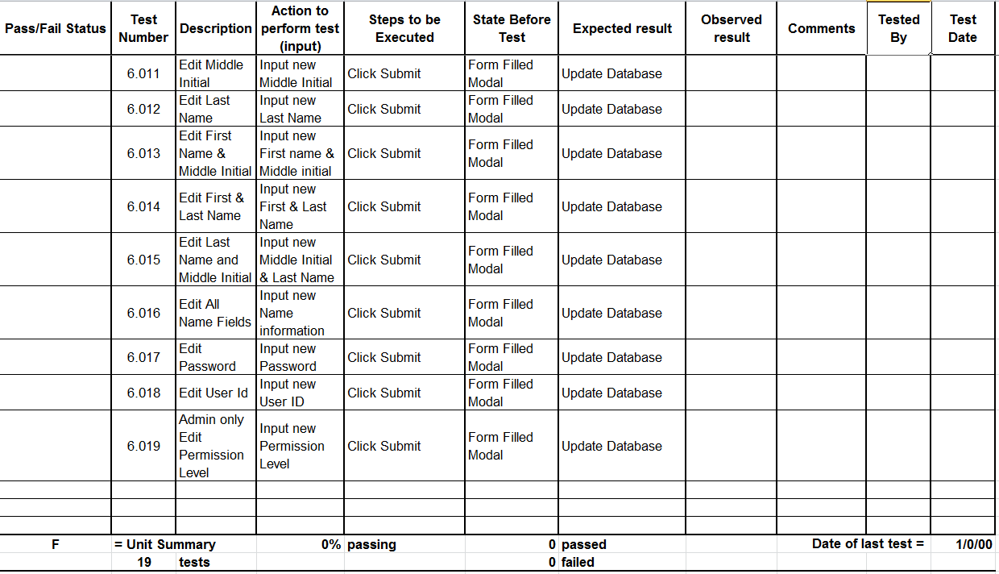 Pass/Fail Status
Test
Number
Description
Action to
perform test
(input)
Steps to be
Executed
State Before
Test
Expected result
Observed
result
Comments
Tested
By
Test
Date
6.011
Edit Middle
Initial
Input new
Middle Initial
Click Submit
Form Filled
Modal
Update Database
6.012
Edit Last
Name
Input new
Last Name
Click Submit
Form Filled
Modal
Update Database
6.013
Edit First
Name &
Middle Initial
Input new
First name &
Middle initial
Click Submit
Form Filled
Modal
Update Database
6.014
Edit First &
Last Name
Input new
First & Last
Name
Click Submit
Form Filled
Modal
Update Database
6.015
Edit Last
Name and
Middle Initial
Input new
Middle Initial
& Last Name
Click Submit
Form Filled
Modal
Update Database
6.016
Edit All
Name Fields
Input new
Name
information
Click Submit
Form Filled
Modal
Update Database
6.017
Edit
Password
Input new
Password
Click Submit
Form Filled
Modal
Update Database
6.018
Edit User Id
Input new
User ID
Click Submit
Form Filled
Modal
Update Database
6.019
Admin only
Edit
Permission
Level
Input new
Permission
Level
Click Submit
Form Filled
Modal
Update Database
F = Unit Summary 0% passing 0 passed Date of last test = 1/0/00
19 tests 0 failed